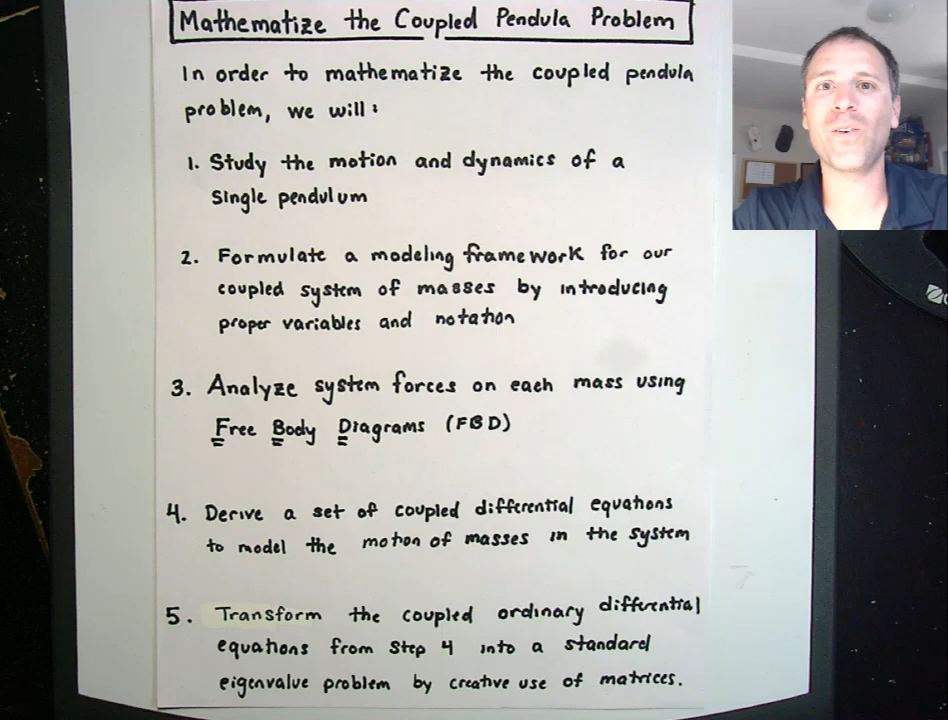 Mathematize the Coupled Pendula Problem
In order to mathematize the coupled pendula
problem, we will:
1. Study the motion and dynamics of a
single pendulum
2. Formulate a modeling framework for our
coupled system of masses by introducing
proper variables and notation
3. Analyze system forces on each mass using
Free Body Diagrams (FBD)
4. Derive a set of coupled differential equations
to model the motion of masses in the system
5. Transform the coupled ordinary differential
equations from Step 4 into a standard
eigenvalue problem by creative use of matrices.